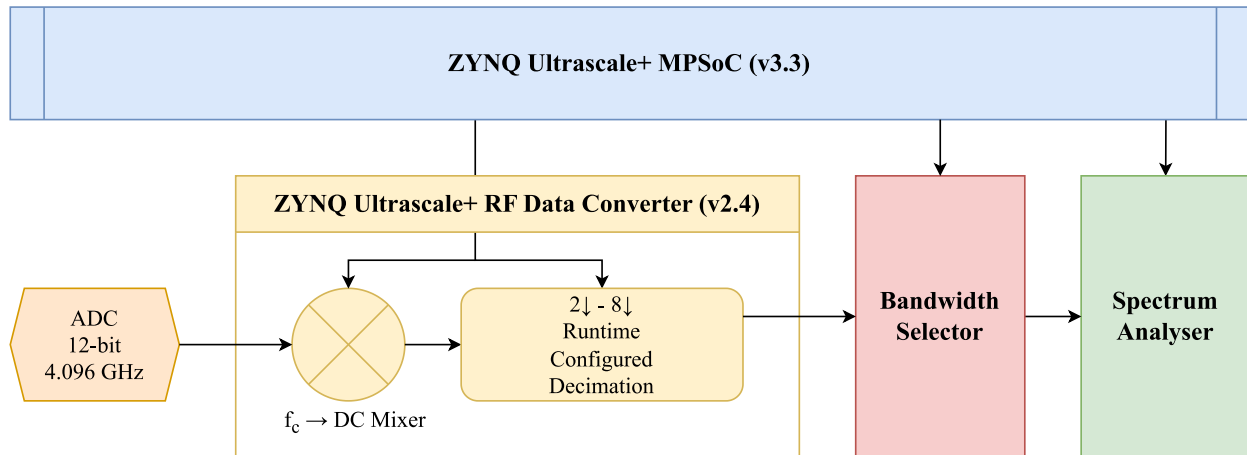 ZYNQ Ultrascale+ MPSoC (v3.3)
ZYNQ Ultrascale+ RF Data Converter (v2.4)
ADC
12-bit
4.096 GHz
f_c → DC Mixer
2↓ - 8↓
Runtime
Configured
Decimation
Bandwidth
Selector
Spectrum
Analyser